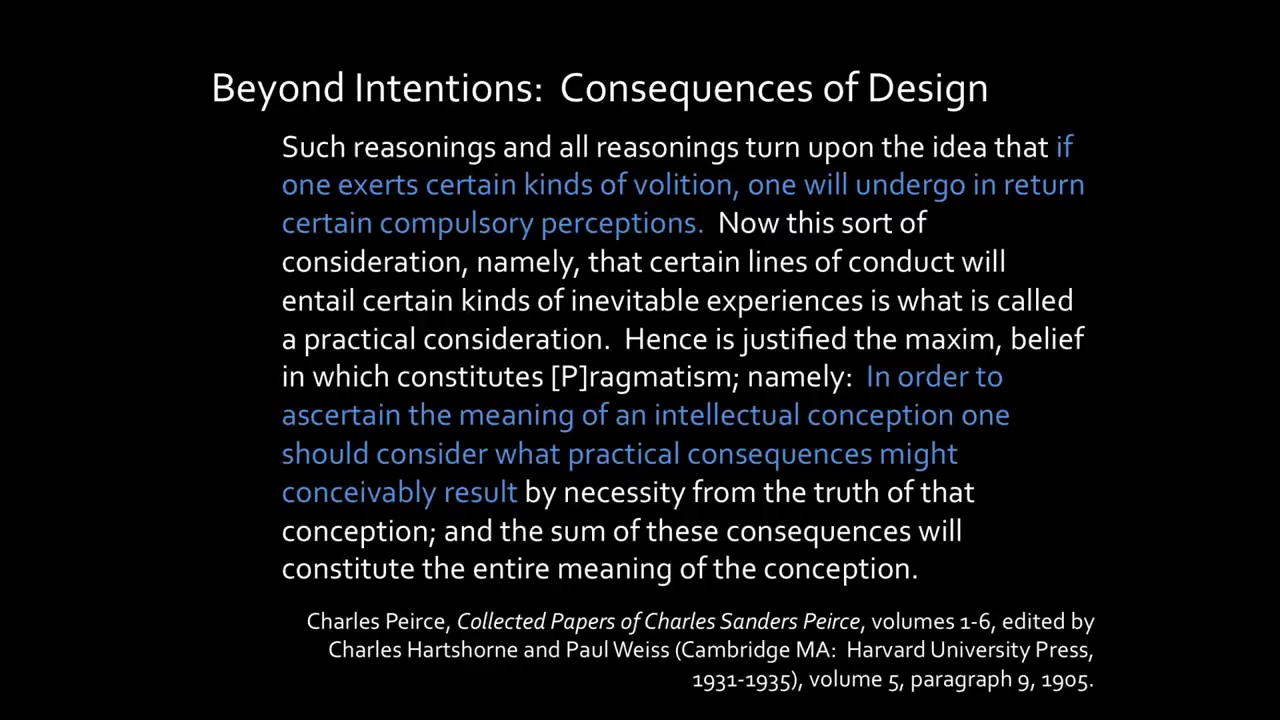 Beyond Intentions: Consequences of Design
Such reasonings and all reasonings turn upon the idea that if
one exerts certain kinds of volition, one will undergo in return
certain compulsory perceptions. Now this sort of
consideration, namely, that certain lines of conduct will
entail certain kinds of inevitable experiences is what is called
a practical consideration. Hence is justified the maxim, belief
in which constitutes [P]ragmatism; namely: In order to
ascertain the meaning of an intellectual conception one
should consider what practical consequences might
conceivably result by necessity from the truth of that
conception; and the sum of these consequences will
constitute the entire meaning of the conception.
Charles Peirce, Collected Papers of Charles Sanders Peirce, volumes 1-6, edited by
Charles Hartshorne and Paul Weiss (Cambridge MA: Harvard University Press,
1931-1935), volume 5, paragraph 9, 1905.